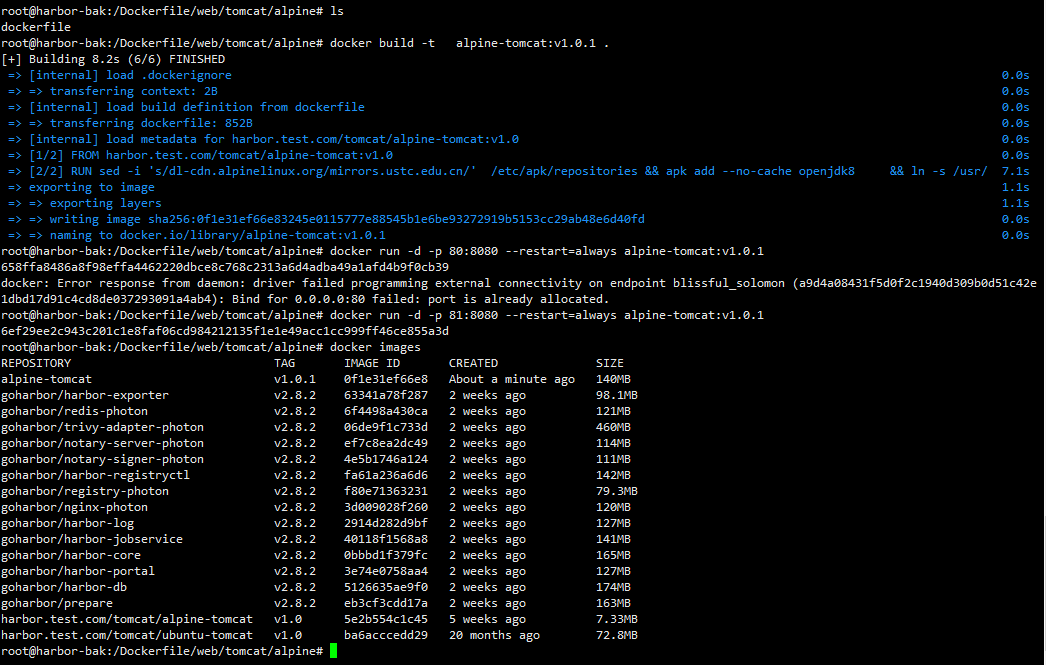 root@harbor-bak:/Dockerfile/web/tomcat/alpine# ls
dockerfile
root@harbor-bak:/Dockerfile/web/tomcat/alpine# docker build -t   alpine-tomcat:v1.0.1 .
[+] Building 8.2s (6/6) FINISHED
 => [internal] load .dockerignore 0.0s
 => => transferring context: 2B 0.0s
 => [internal] load build definition from dockerfile 0.0s
 => => transferring dockerfile: 852B 0.0s
 => [internal] load metadata for harbor.test.com/tomcat/alpine-tomcat:v1.0 0.0s
 => [1/2] FROM harbor.test.com/tomcat/alpine-tomcat:v1.0 0.0s
 => [2/2] RUN sed -i 's/dl-cdn.alpinelinux.org/mirrors.ustc.edu.cn/'  /etc/apk/repositories && apk add --no-cache openjdk8     && ln -s /usr/  7.1s
 => exporting to image 1.1s
 => => exporting layers 1.1s
 => => writing image sha256:0f1e31ef66e83245e0115777e88545b1e6be93272919b5153cc29ab48e6d40fd 0.0s
 => => naming to docker.io/library/alpine-tomcat:v1.0.1 0.0s
root@harbor-bak:/Dockerfile/web/tomcat/alpine# docker run -d -p 80:8080 --restart=always alpine-tomcat:v1.0.1
658ffa8486a8f98effa4462220dbce8c768c2313a6d4adba49a1afd4b9f0cb39
docker: Error response from daemon: driver failed programming external connectivity on endpoint blissful_solomon (a9d4a08431f5d0f2c1940d309b0d51c42e
1dbd17d91c4cd8de037293091a4ab4): Bind for 0.0.0.0:80 failed: port is already allocated.
root@harbor-bak:/Dockerfile/web/tomcat/alpine# docker run -d -p 81:8080 --restart=always alpine-tomcat:v1.0.1
6ef29ee2c943c201c1e8faf06cd984212135f1e1e49acc1cc999ff46ce855a3d
root@harbor-bak:/Dockerfile/web/tomcat/alpine# docker images
REPOSITORY TAG IMAGE ID CREATED SIZE
alpine-tomcat v1.0.1 0f1e31ef66e8 About a minute ago 140MB
goharbor/harbor-exporter v2.8.2 63341a78f287 2 weeks ago 98.1MB
goharbor/redis-photon v2.8.2 6f4498a430ca 2 weeks ago 121MB
goharbor/trivy-adapter-photon v2.8.2 06de9f1c733d 2 weeks ago 460MB
goharbor/notary-server-photon v2.8.2 ef7c8ea2dc49 2 weeks ago 114MB
goharbor/notary-signer-photon v2.8.2 4e5b1746a124 2 weeks ago 111MB
goharbor/harbor-registryctl v2.8.2 fa61a236a6d6 2 weeks ago 142MB
goharbor/registry-photon v2.8.2 f80e71363231 2 weeks ago 79.3MB
goharbor/nginx-photon v2.8.2 3d009028f260 2 weeks ago 120MB
goharbor/harbor-log v2.8.2 2914d282d9bf 2 weeks ago 127MB
goharbor/harbor-jobservice v2.8.2 40118f1568a8 2 weeks ago 141MB
goharbor/harbor-core v2.8.2 0bbbd1f379fc 2 weeks ago 165MB
goharbor/harbor-portal v2.8.2 3e74e0758aa4 2 weeks ago 127MB
goharbor/harbor-db v2.8.2 5126635ae9f0 2 weeks ago 174MB
goharbor/prepare v2.8.2 eb3cf3cdd17a 2 weeks ago 163MB
harbor.test.com/tomcat/alpine-tomcat v1.0 5e2b554c1c45 5 weeks ago 7.33MB
harbor.test.com/tomcat/ubuntu-tomcat v1.0 ba6acccedd29 20 months ago 72.8MB
root@harbor-bak:/Dockerfile/web/tomcat/alpine#